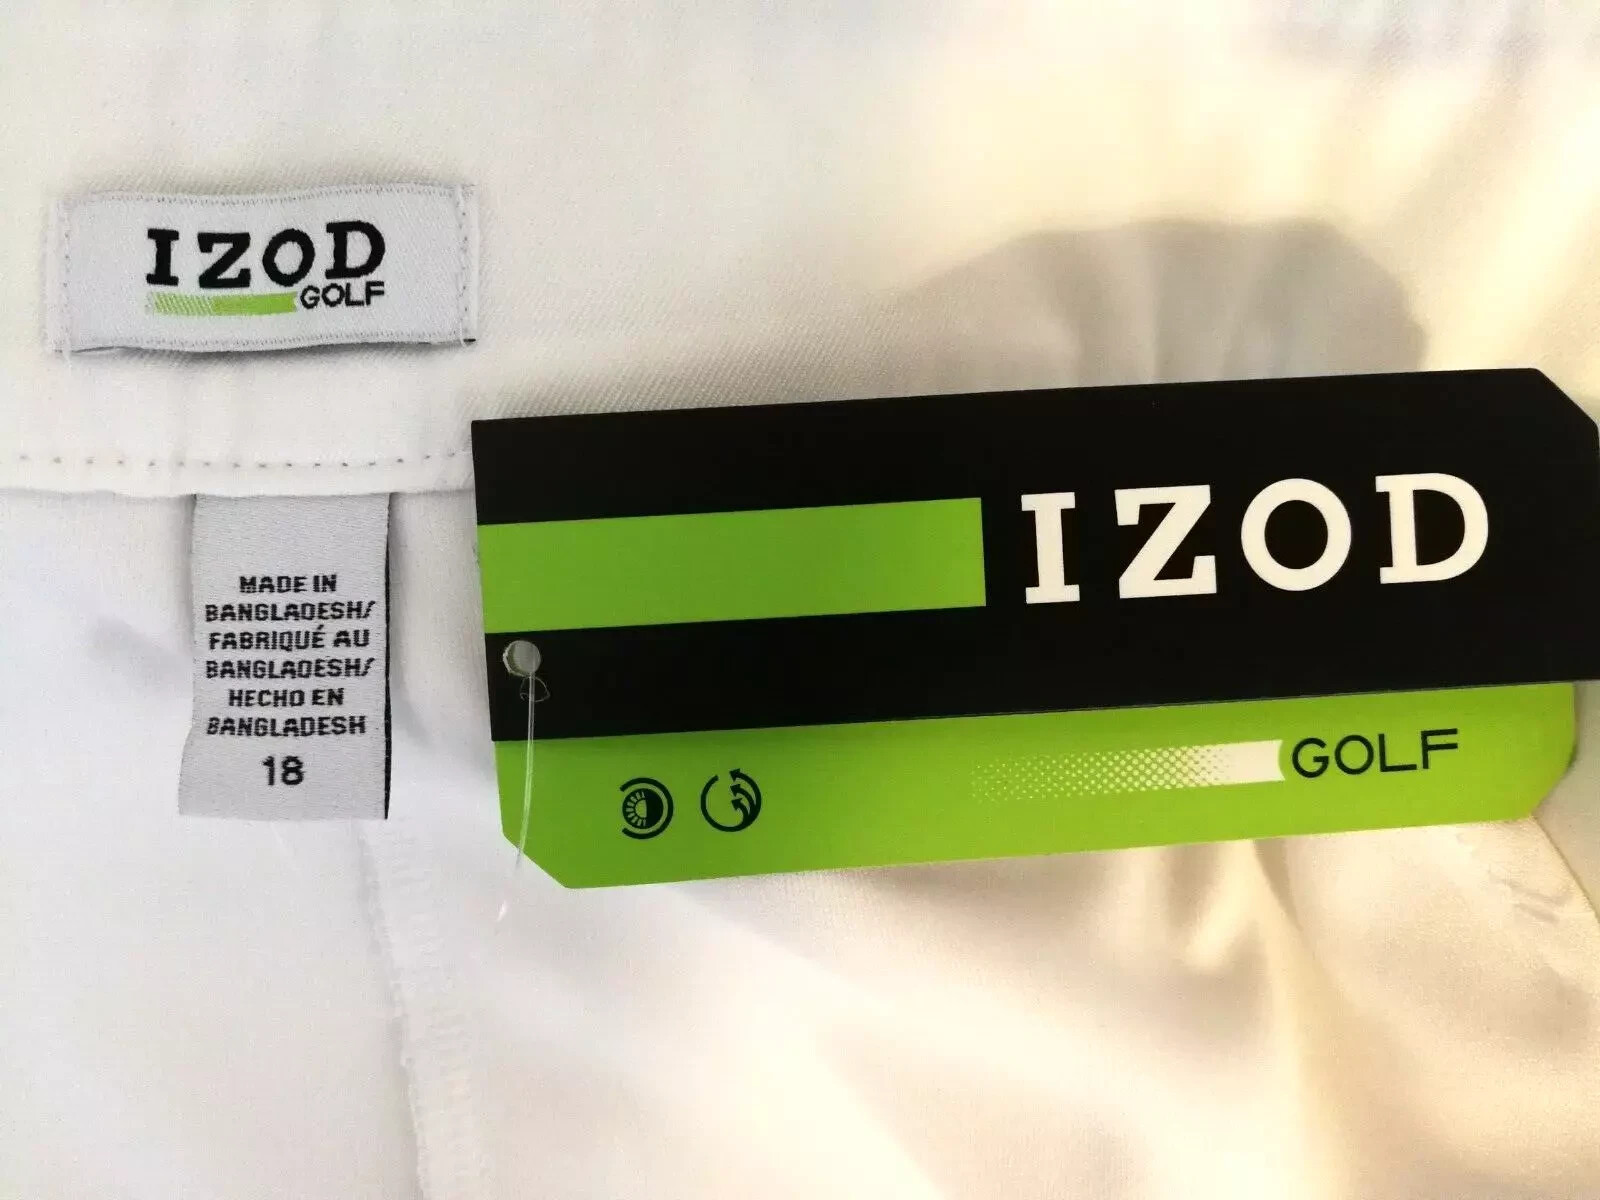 IZOD
GOLF
MADE IN
BANGLADESH/
FABRIQUÉ AU
BANGLADESH/
HECHO EN
BANGLADESH
18
IZOD
GOLF